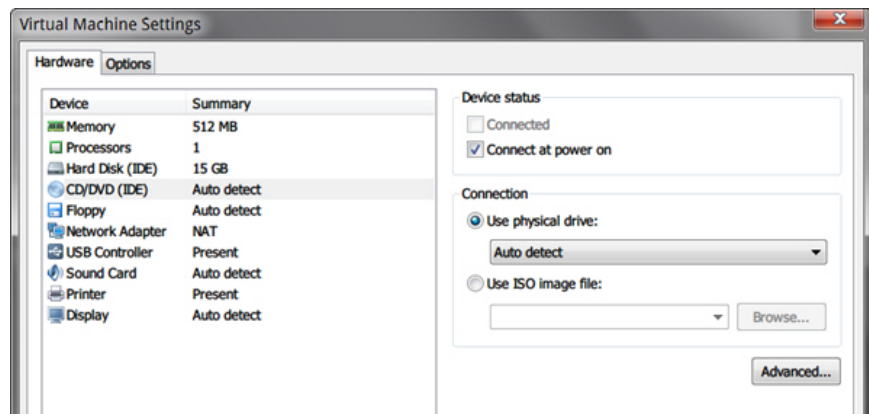 Virtual Machine Settings
Hardware Options
Device Summary
Memory 512 MB
Processors 1
Hard Disk (IDE) 15 GB
CD/DVD (IDE) Auto detect
Floppy Auto detect
Network Adapter NAT
USB Controller Present
Sound Card Auto detect
Printer Present
Display Auto detect
Device status
Connected
Connect at power on
Connection
Use physical drive:
Auto detect
Use ISO image file:
Browse...
Advanced...